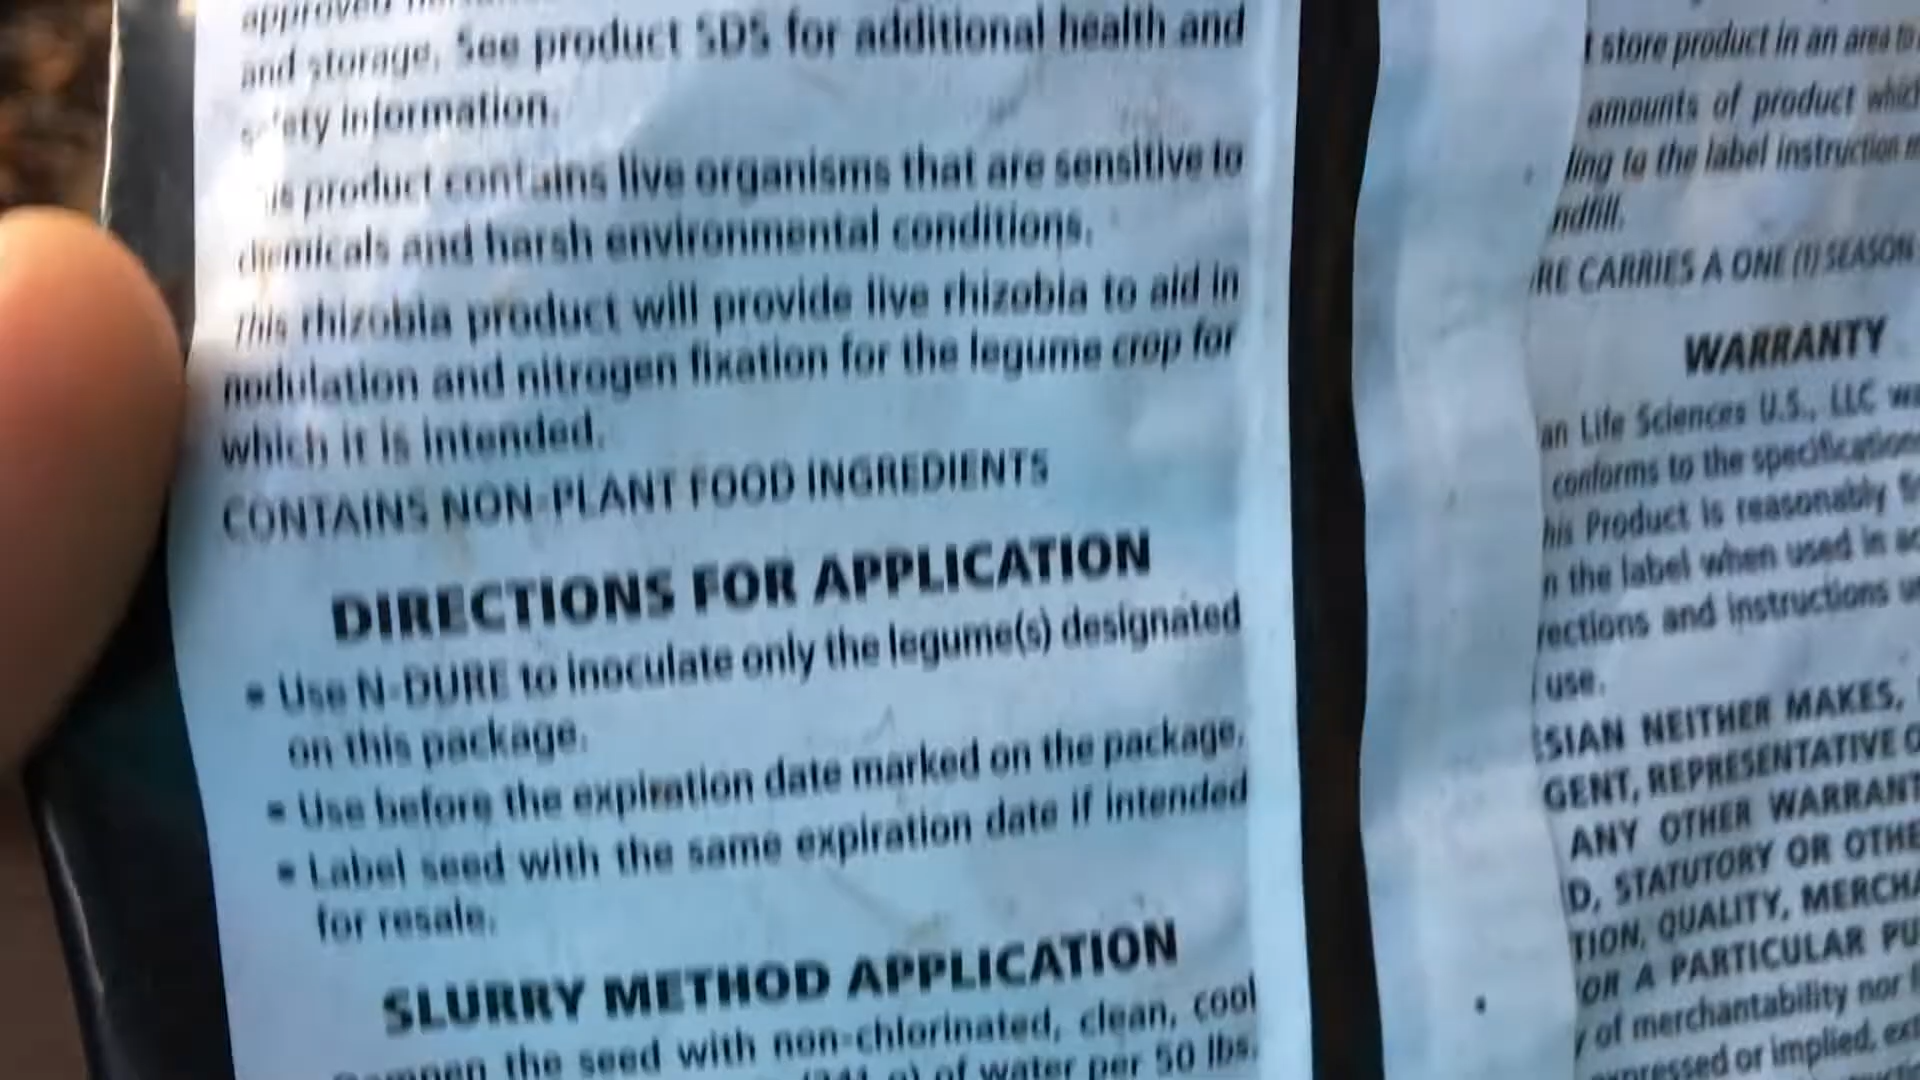 approved
and storage. See product SDS for additional health and
information.
product contains live organisms that are sensitive to
chemicals and harsh environmental conditions.
This rhizobia product will provide live rhizobia to aid in
nodulation and nitrogen fixation for the legume crop for
which it is intended.
CONTAINS NON-PLANT FOOD INGREDIENTS
DIRECTIONS FOR APPLICATION
• Use N-DURE to inoculate only the legume(s) designated
on this package.
• Use before the expiration date marked on the package.
• Label seed with the same expiration date if intended
for resale.
SLURRY METHOD APPLICATION
the seed with non-chlorinated, clean, cool
of water per 50 lbs.
t store product in an area
amounts of product
ling to the label instruction
ndfill.
RE CARRIES A ONE (1) SEASON
WARRANTY
an Life Sciences U.S., LLC
conforms to the specification
his Product is reasonably
n the label when used in
rections and instructions
use.
SIAN NEITHER MAKES,
GENT, REPRESENTATIVE
ANY OTHER WARRANT
D, STATUTORY OR OTHE
TION, QUALITY, MERCHA
OR A PARTICULAR PU
of merchantability nor
expressed or implied,